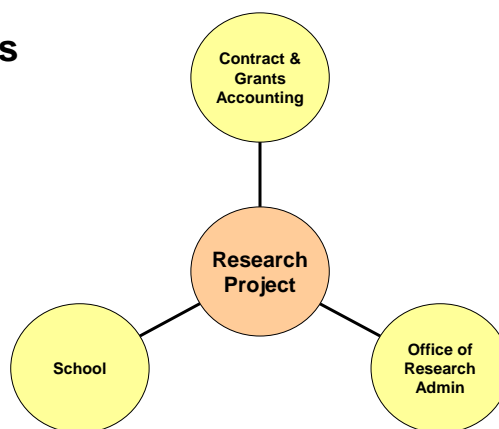 s
Contract &
Grants
Accounting
Research
Project
School
Office of
Research
Admin